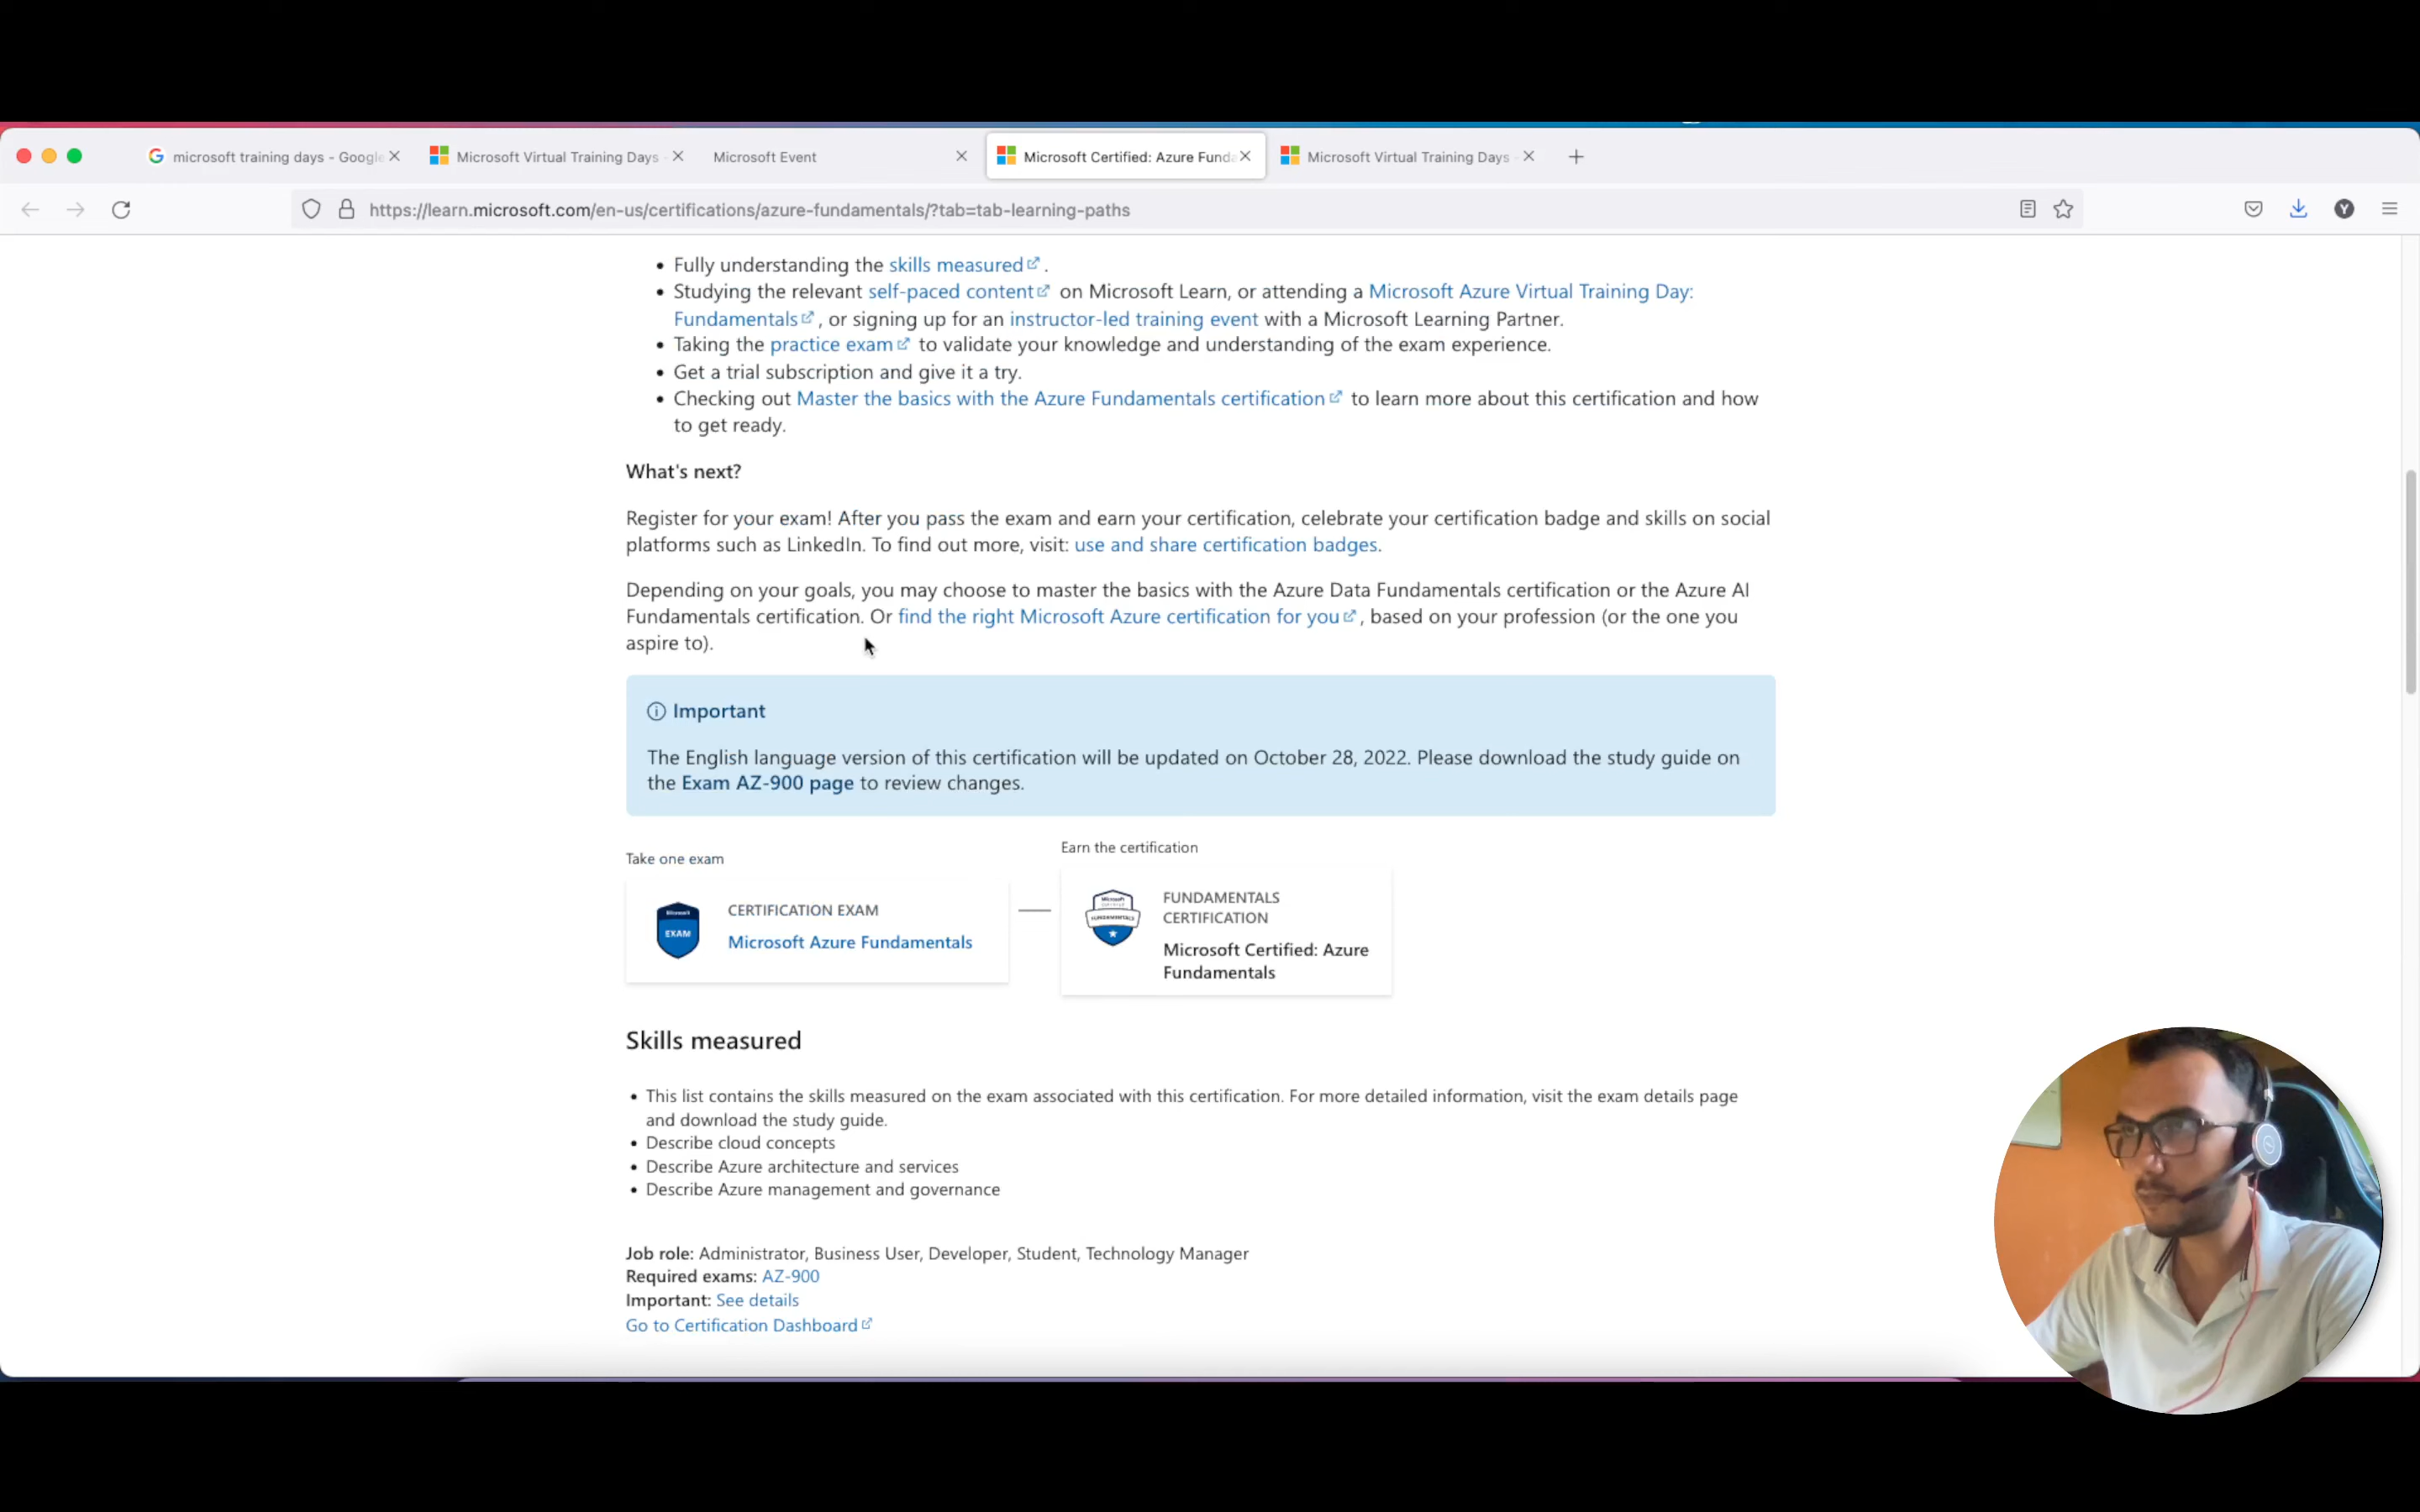 microsoft training days - Google
Microsoft Virtual Training Days -
Microsoft Event
Microsoft Certified: Azure Funda
Microsoft Virtual Training Days -
https://learn.microsoft.com/en-us/certifications/azure-fundamentals/?tab=tab-learning-paths
Y
• Fully understanding the skills measured .
• Studying the relevant self-paced content on Microsoft Learn, or attending a Microsoft Azure Virtual Training Day:
Fundamentals , or signing up for an instructor-led training event with a Microsoft Learning Partner.
• Taking the practice exam to validate your knowledge and understanding of the exam experience.
• Get a trial subscription and give it a try.
• Checking out Master the basics with the Azure Fundamentals certification to learn more about this certification and how
to get ready.
What's next?
Register for your exam! After you pass the exam and earn your certification, celebrate your certification badge and skills on social
platforms such as LinkedIn. To find out more, visit: use and share certification badges.
Depending on your goals, you may choose to master the basics with the Azure Data Fundamentals certification or the Azure AI
Fundamentals certification. Or find the right Microsoft Azure certification for you , based on your profession (or the one you
aspire to).
Important
The English language version of this certification will be updated on October 28, 2022. Please download the study guide on
the Exam AZ-900 page to review changes.
Take one exam
Microsoft
EXAM
CERTIFICATION EXAM
Microsoft Azure Fundamentals
Earn the certification
Microsoft
CERTIFIED
FUNDAMENTALS
FUNDAMENTALS
CERTIFICATION
Microsoft Certified: Azure
Fundamentals
Skills measured
• This list contains the skills measured on the exam associated with this certification. For more detailed information, visit the exam details page
and download the study guide.
• Describe cloud concepts
• Describe Azure architecture and services
• Describe Azure management and governance
Job role: Administrator, Business User, Developer, Student, Technology Manager
Required exams: AZ-900
Important: See details
Go to Certification Dashboard